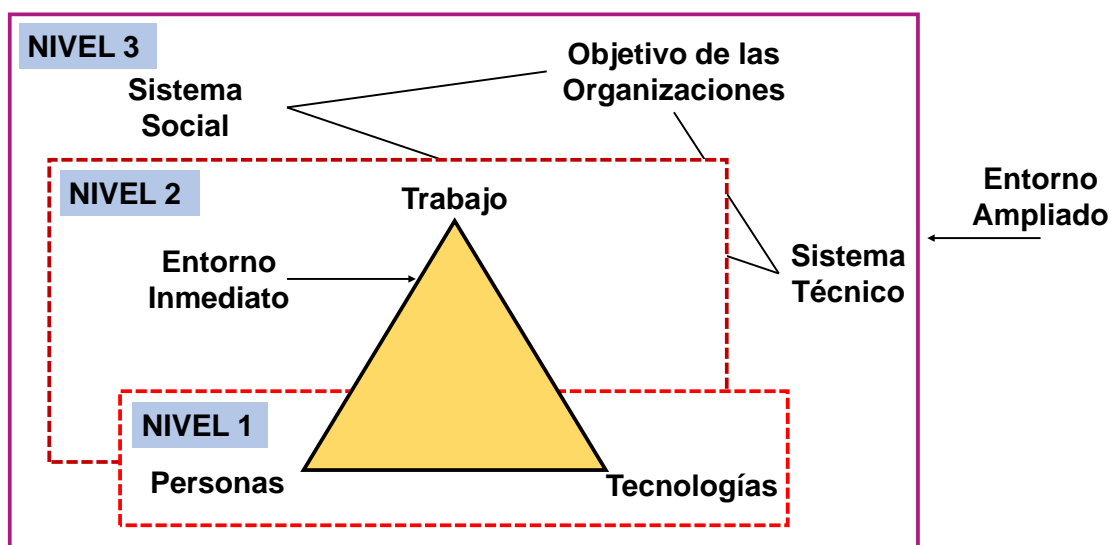 NIVEL 3
Sistema
Social
Objetivo de las
Organizaciones
NIVEL 2
Trabajo
Entorno
Inmediato
Entorno
Ampliado
Sistema
Técnico
NIVEL 1
Personas
Tecnologías